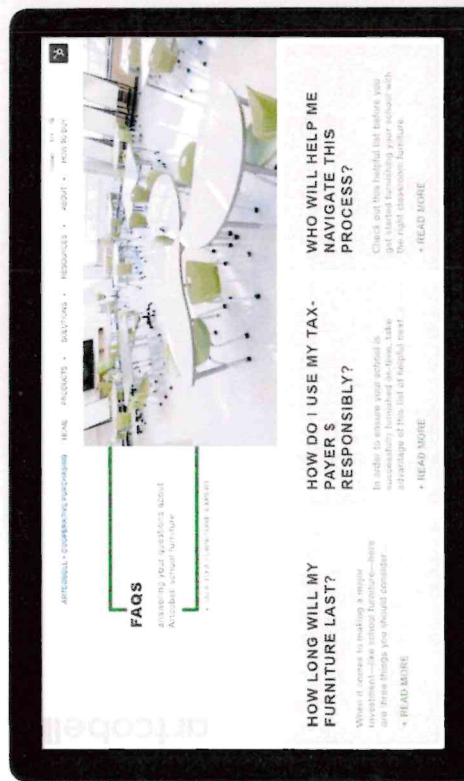 artcobell
ARTCOBELL + COOPERATIVE PURCHASING HOME PRODUCTS + SOLUTIONS + RESOURCES + ABOUT + HOW TO BUY
FAQS
answering your questions about
Artcobell school furniture
HOW LONG WILL MY
FURNITURE LAST?
When it comes to making a major
investment—like school furniture—here
are three things you should consider...
+ READ MORE
HOW DO I USE MY TAX-
PAYER $
RESPONSIBLY?
In order to ensure your school is
successfully furnished on-time, take
advantage of this list of helpful next
+ READ MORE
WHO WILL HELP ME
NAVIGATE THIS
PROCESS?
Check out this helpful list before you
get started furnishing your school with
the right classroom furniture.
+ READ MORE